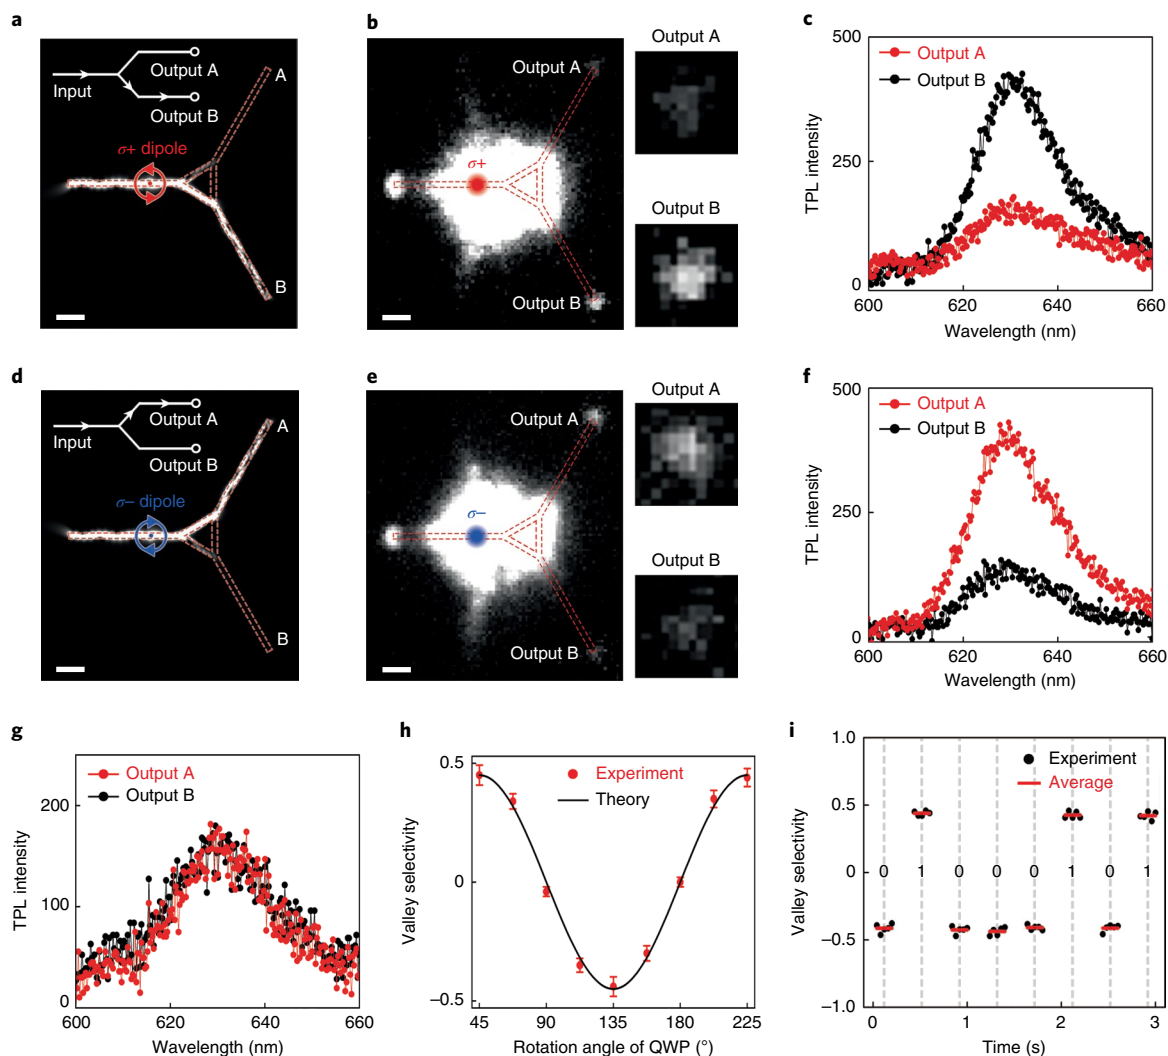 a
Output A
Input
Output B
σ+ dipole
A
B
b
Output A
σ+
Output B
Output A
Output B
c
500
250
0
TPL intensity
Output A
Output B
600 620 640 660
Wavelength (nm)
d
Output A
Input
Output B
σ− dipole
A
B
e
Output A
σ−
Output B
Output A
Output B
f
500
250
0
TPL intensity
Output A
Output B
600 620 640 660
Wavelength (nm)
g
Output A
Output B
200
100
0
TPL intensity
600 620 640 660
Wavelength (nm)
h
0.5
0
−0.5
Valley selectivity
Experiment
Theory
45 90 135 180 225
Rotation angle of QWP (°)
i
1.0
0.5
0
−0.5
−1.0
Valley selectivity
Experiment
Average
0 1 0 0 0 1 0 1
0 1 2 3
Time (s)